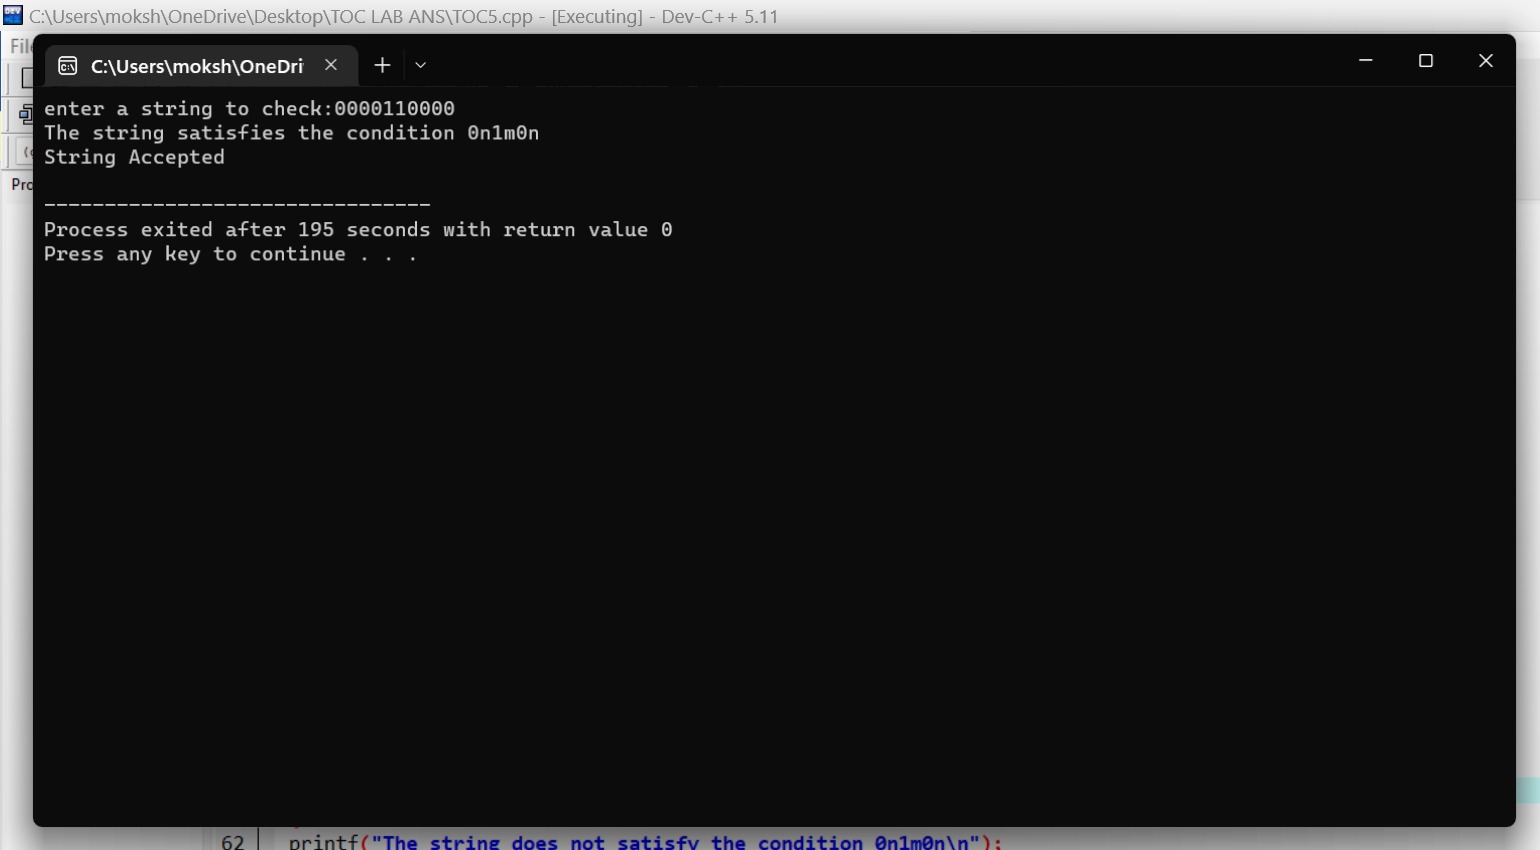 C:\Users\moksh\OneDrive\Desktop\TOC LAB ANS\TOC5.cpp - [Executing] - Dev-C++ 5.11
File
C:\Users\moksh\OneDri
enter a string to check:0000110000
The string satisfies the condition 0n1m0n
String Accepted
--------------------------------
Process exited after 195 seconds with return value 0
Press any key to continue . . .
Pro
62 printf("The string does not satisfy the condition 0n1m0n\n");